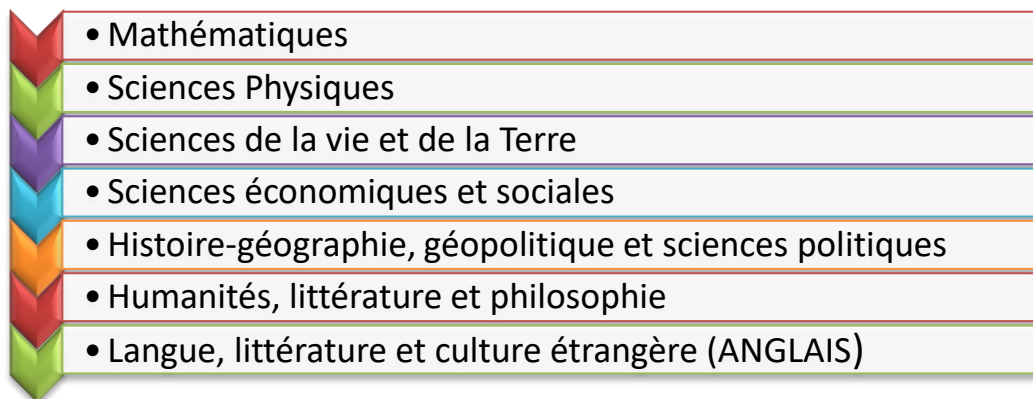 • Mathématiques
• Sciences Physiques
• Sciences de la vie et de la Terre
• Sciences économiques et sociales
• Histoire-géographie, géopolitique et sciences politiques
• Humanités, littérature et philosophie
• Langue, littérature et culture étrangère (ANGLAIS)